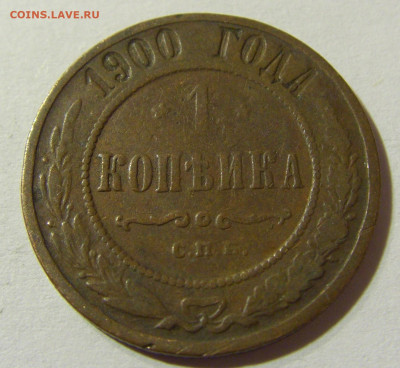 COINS.LAVE.RU
1900 ГОДА
* 1 *
КОПѢЙКА
С.П.Б.